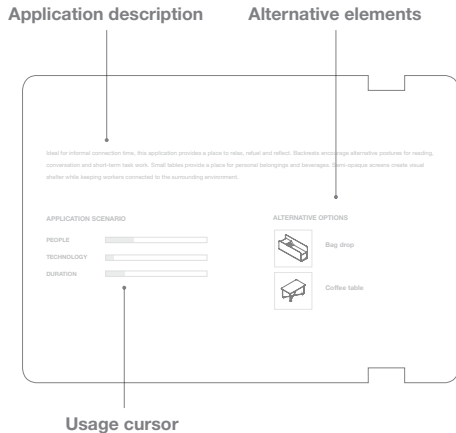 Application description
Alternative elements
Ideal for informal connection time, this application provides a place to relax, refuel and reflect. Backrests encourage alternative postures for reading,
conversation and short-term task work. Small tables provide a place for personal belongings and beverages. Semi-opaque screens create visual
shelter while keeping workers connected to the surrounding environment.
APPLICATION SCENARIO
ALTERNATIVE OPTIONS
PEOPLE
Bag drop
TECHNOLOGY
DURATION
Coffee table
Usage cursor